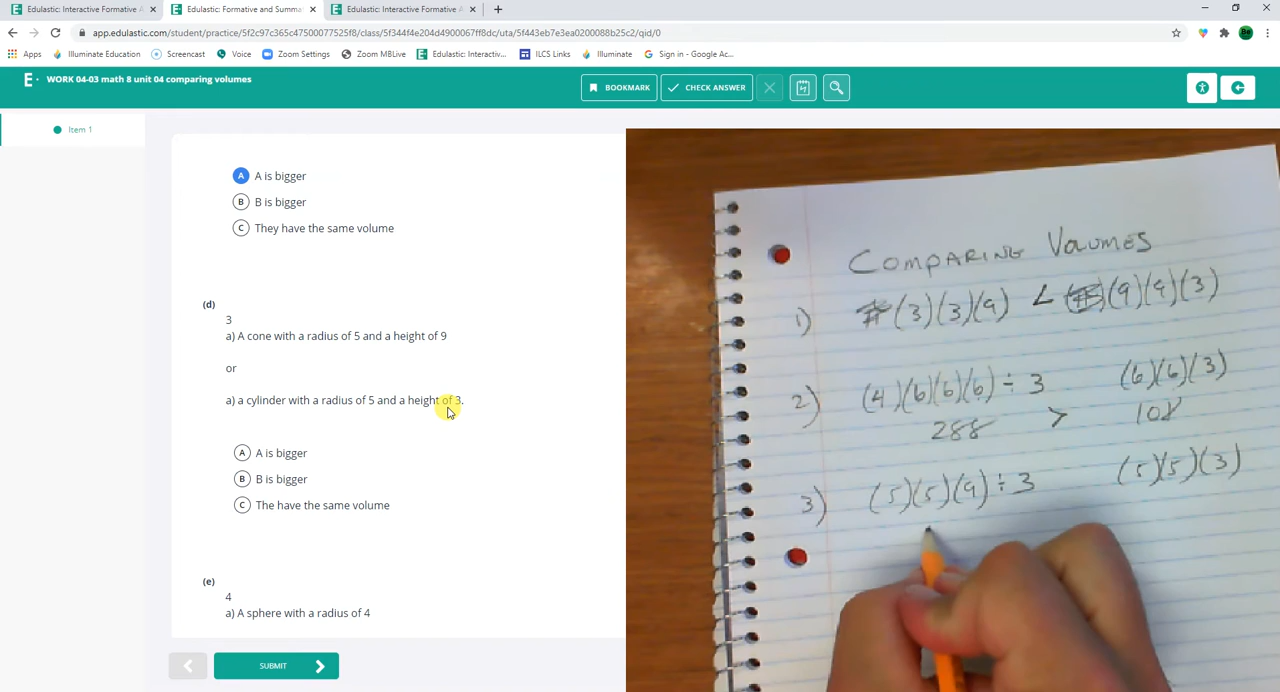 Edulastic: Interactive Formative A
Edulastic: Formative and Summa
Edulastic: Interactive Formative A
app.edulastic.com/student/practice/5f2c97c365c47500077525f8/class/5f344f4e204d4900067ff8dc/uta/5f443eb7e3ea0200088b25c2/qid/0
Apps Illuminate Education Screencast Voice Zoom Settings Zoom MBLive Edulastic: Interactiv... ILCS Links Illuminate Sign in - Google Ac...
E WORK 04-03 math 8 unit 04 comparing volumes
BOOKMARK CHECK ANSWER
Item 1
A A is bigger
B B is bigger
C They have the same volume
(d)
3
a) A cone with a radius of 5 and a height of 9
or
a) a cylinder with a radius of 5 and a height of 3.
A A is bigger
B B is bigger
C The have the same volume
(e)
4
a) A sphere with a radius of 4
SUBMIT
COMPARING VOLUMES
1) (3)(3)(9) < (9)(9)(3)
2) (4)(6)(6)(6) ÷ 3 (6)(6)(3)
288 > 108
3) (5)(5)(9) ÷ 3 (5)(5)(3)